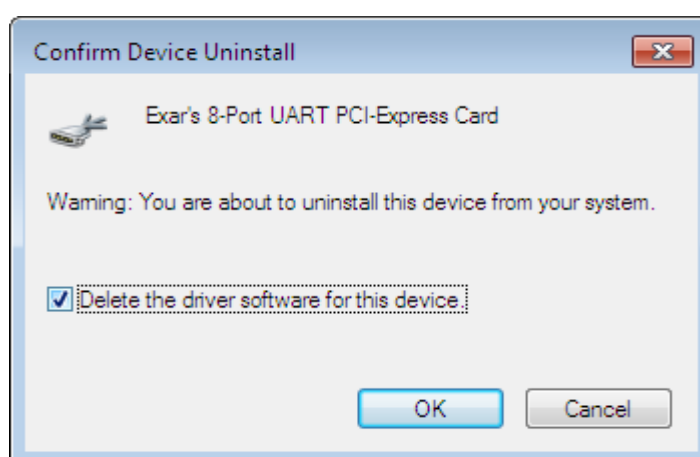 Confirm Device Uninstall
Exar's 8-Port UART PCI-Express Card
Warning: You are about to uninstall this device from your system.
Delete the driver software for this device.
OK
Cancel